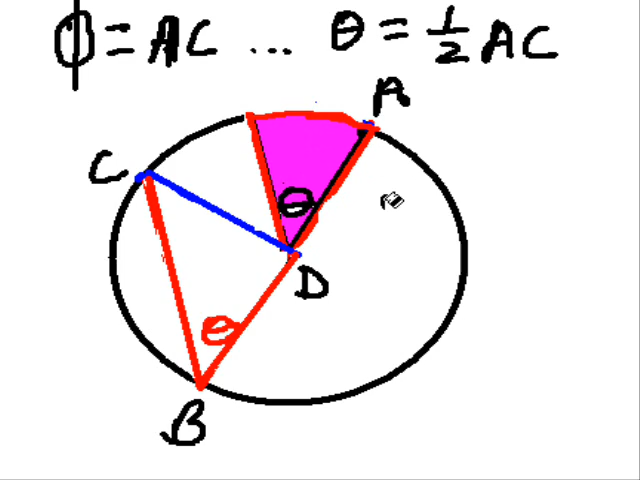 ϕ = AC ... θ = 1/2 AC
A
C
θ
D
θ
B